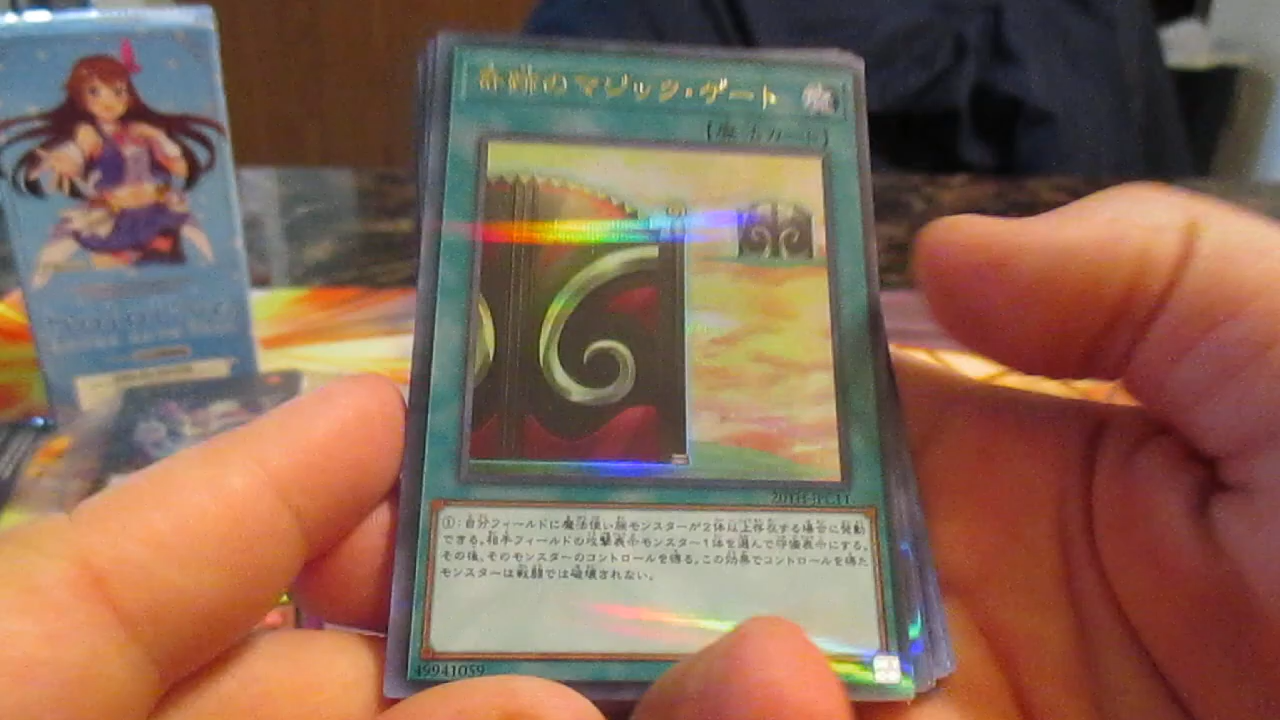 奇跡のマジック・ゲート
【魔法カード】
①:自分フィールドに魔法使い族モンスターが2体以上存在する場合に発動
できる。相手フィールドの攻撃表示モンスター1体を選んで守備表示にする。
その後、そのモンスターのコントロールを得る。この効果でコントロールを得た
モンスターは戦闘では破壊されない。
49941059